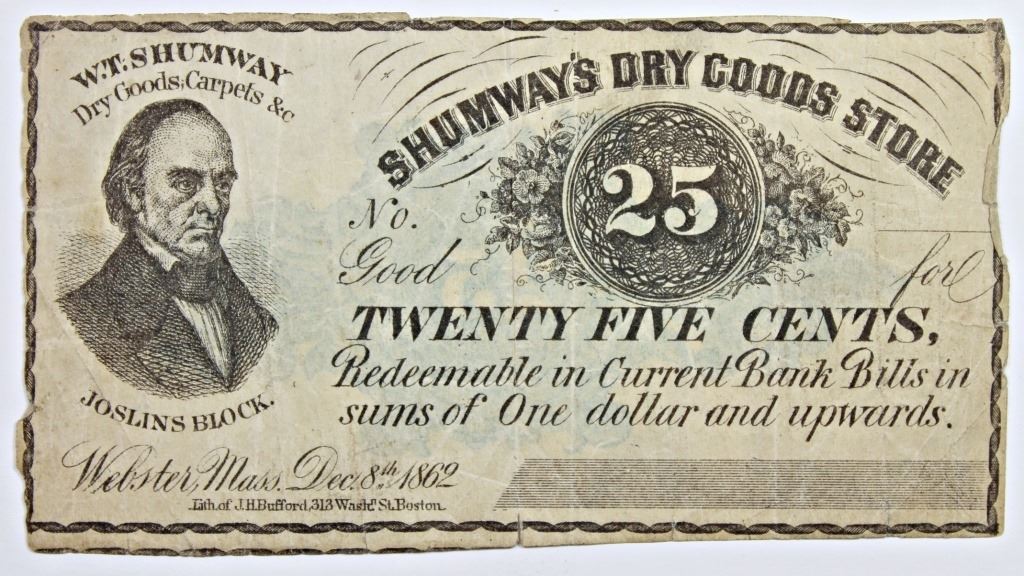 W.T. SHUMWAY
Dry Goods, Carpets &c
JOSLINS BLOCK.
SHUMWAY'S DRY GOODS STORE
25
No.
Good for
TWENTY FIVE CENTS,
Redeemable in Current Bank Bills in
sums of One dollar and upwards.
Webster, Mass. Dec. 8th 1862
Lith. of J.H. Bufford, 313 Washn. St. Boston.